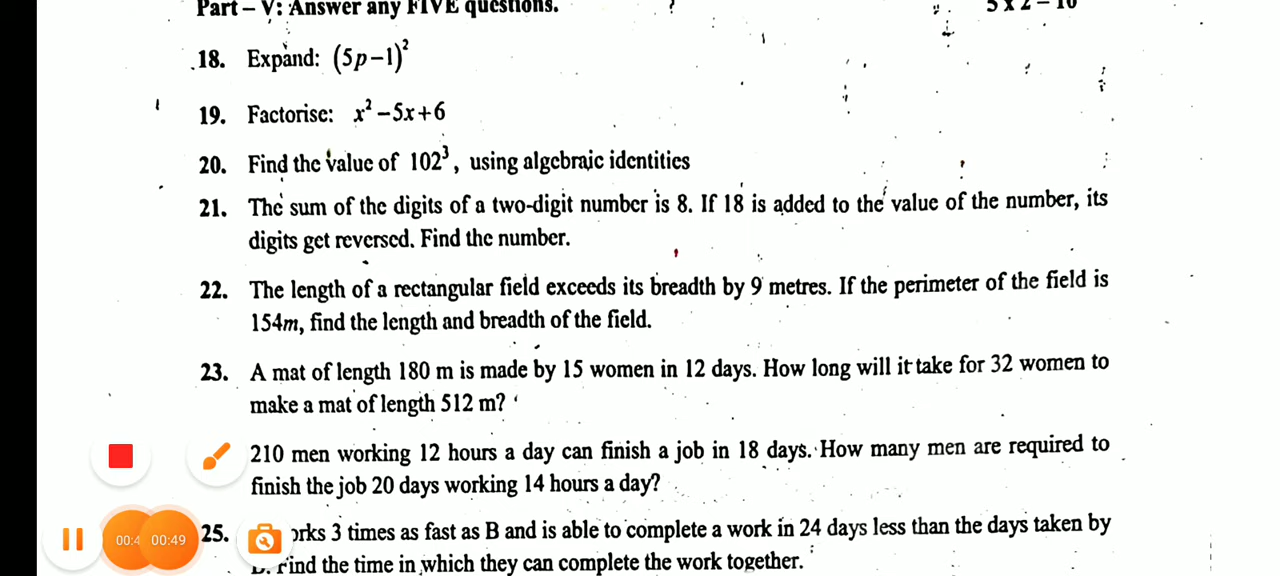 Part – V: Answer any FIVE questions.
5 x 2 = 10
18. Expand: (5p−1)²
19. Factorise: x² −5x+6
20. Find the value of 102³, using algebraic identities
21. The sum of the digits of a two-digit number is 8. If 18 is added to the value of the number, its
digits get reversed. Find the number.
22. The length of a rectangular field exceeds its breadth by 9 metres. If the perimeter of the field is
154m, find the length and breadth of the field.
23. A mat of length 180 m is made by 15 women in 12 days. How long will it take for 32 women to
make a mat of length 512 m?
210 men working 12 hours a day can finish a job in 18 days. How many men are required to
finish the job 20 days working 14 hours a day?
00:49
25. orks 3 times as fast as B and is able to complete a work in 24 days less than the days taken by
Find the time in which they can complete the work together.